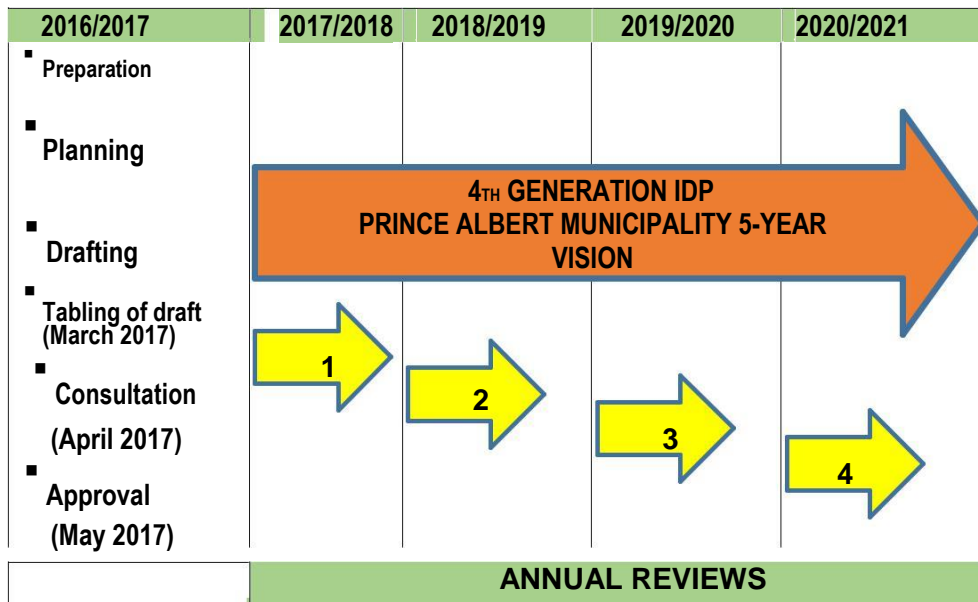 2016/2017 2017/2018 2018/2019 2019/2020 2020/2021
▪ Preparation
▪ Planning
4TH GENERATION IDP
PRINCE ALBERT MUNICIPALITY 5-YEAR
VISION
▪ Drafting
▪ Tabling of draft
(March 2017)
▪ Consultation
(April 2017)
▪ Approval
(May 2017)
1
2
3
4
ANNUAL REVIEWS